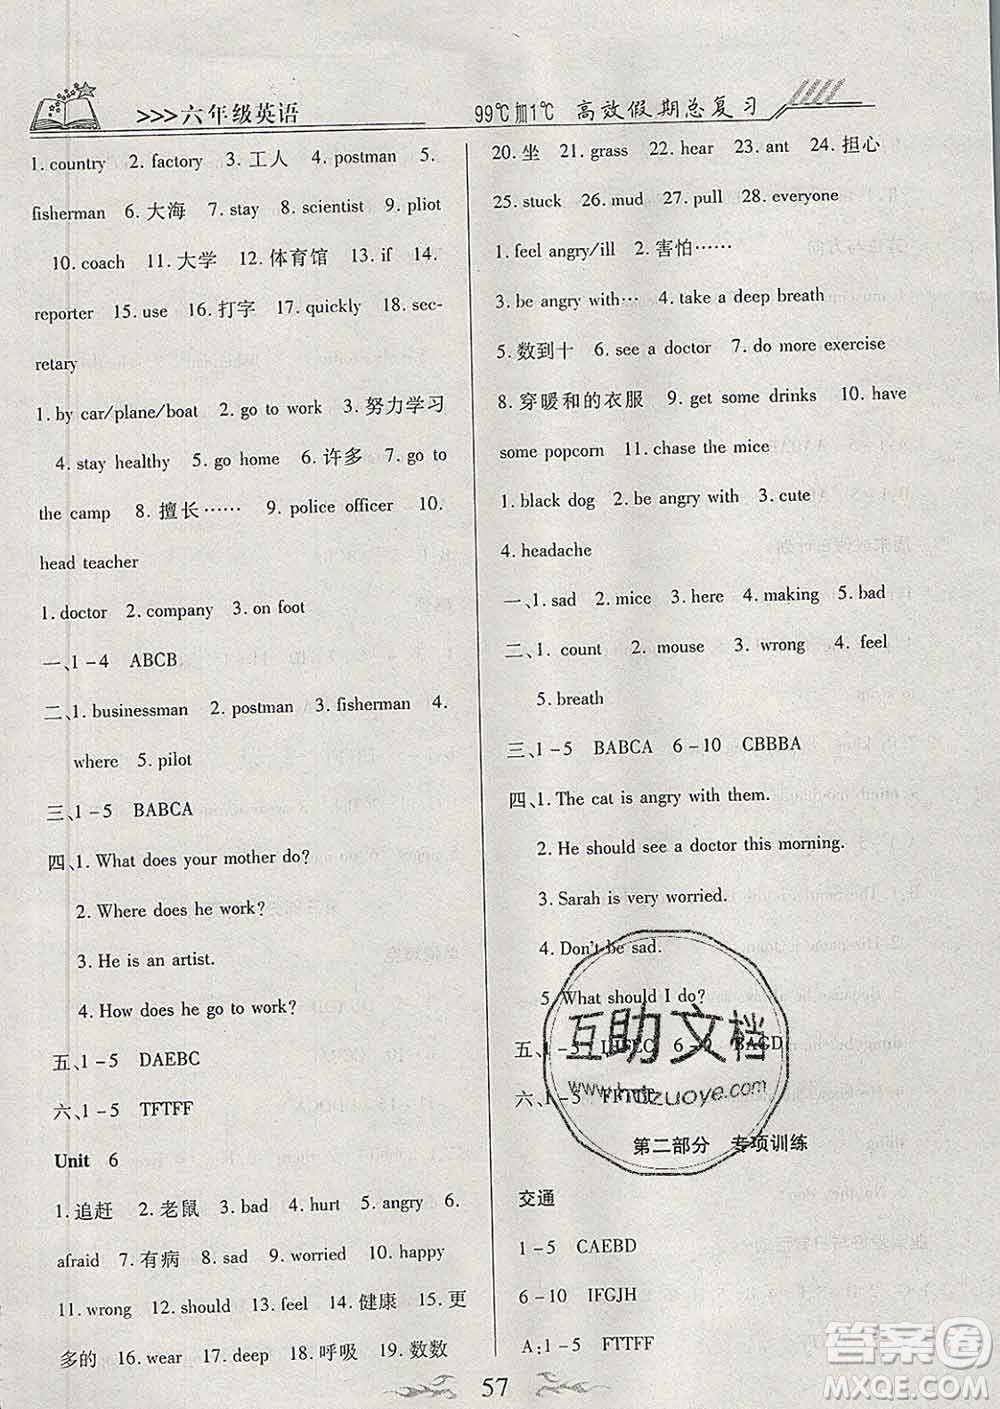 >>>六年级英语
99℃加1℃ 高效假期总复习
1. country 2. factory 3. 工人 4. postman 5.
fisherman 6. 大海 7. stay 8. scientist 9. pliot
10. coach 11. 大学 12. 体育馆 13. if 14.
reporter 15. use 16. 打字 17. quickly 18. sec-
retary
1. by car/plane/boat 2. go to work 3. 努力学习
4. stay healthy 5. go home 6. 许多 7. go to
the camp 8. 擅长…… 9. police officer 10.
head teacher
1. doctor 2. company 3. on foot
一、1-4 ABCB
二、1. businessman 2. postman 3. fisherman 4.
where 5. pilot
三、1-5 BABCA
四、1. What does your mother do?
2. Where does he work?
3. He is an artist.
4. How does he go to work?
五、1-5 DAEBC
六、1-5 TFTFF
Unit 6
1. 追赶 2. 老鼠 3. bad 4. hurt 5. angry 6.
afraid 7. 有病 8. sad 9. worried 10. happy
11. wrong 12. should 13. feel 14. 健康 15. 更
多的 16. wear 17. deep 18. 呼吸 19. 数数
20. 坐 21. grass 22. hear 23. ant 24. 担心
25. stuck 26. mud 27. pull 28. everyone
1. feel angry/ill 2. 害怕……
3. be angry with… 4. take a deep breath
5. 数到十 6. see a doctor 7. do more exercise
8. 穿暖和的衣服 9. get some drinks 10. have
some popcorn 11. chase the mice
1. black dog 2. be angry with 3. cute
4. headache
一、1. sad 2. mice 3. here 4. making 5. bad
二、1. count 2. mouse 3. wrong 4. feel
5. breath
三、1-5 BABCA 6-10 CBBBA
四、1. The cat is angry with them.
2. He should see a doctor this morning.
3. Sarah is very worried.
4. Don't be sad.
5. What should I do?
五、1-5 6-9
六、1-5
第二部分 专项训练
交通
1-5 CAEBD
6-10 IFGJH
A:1-5 FTTFF
57
互助文档
答案圈
MXQE.COM